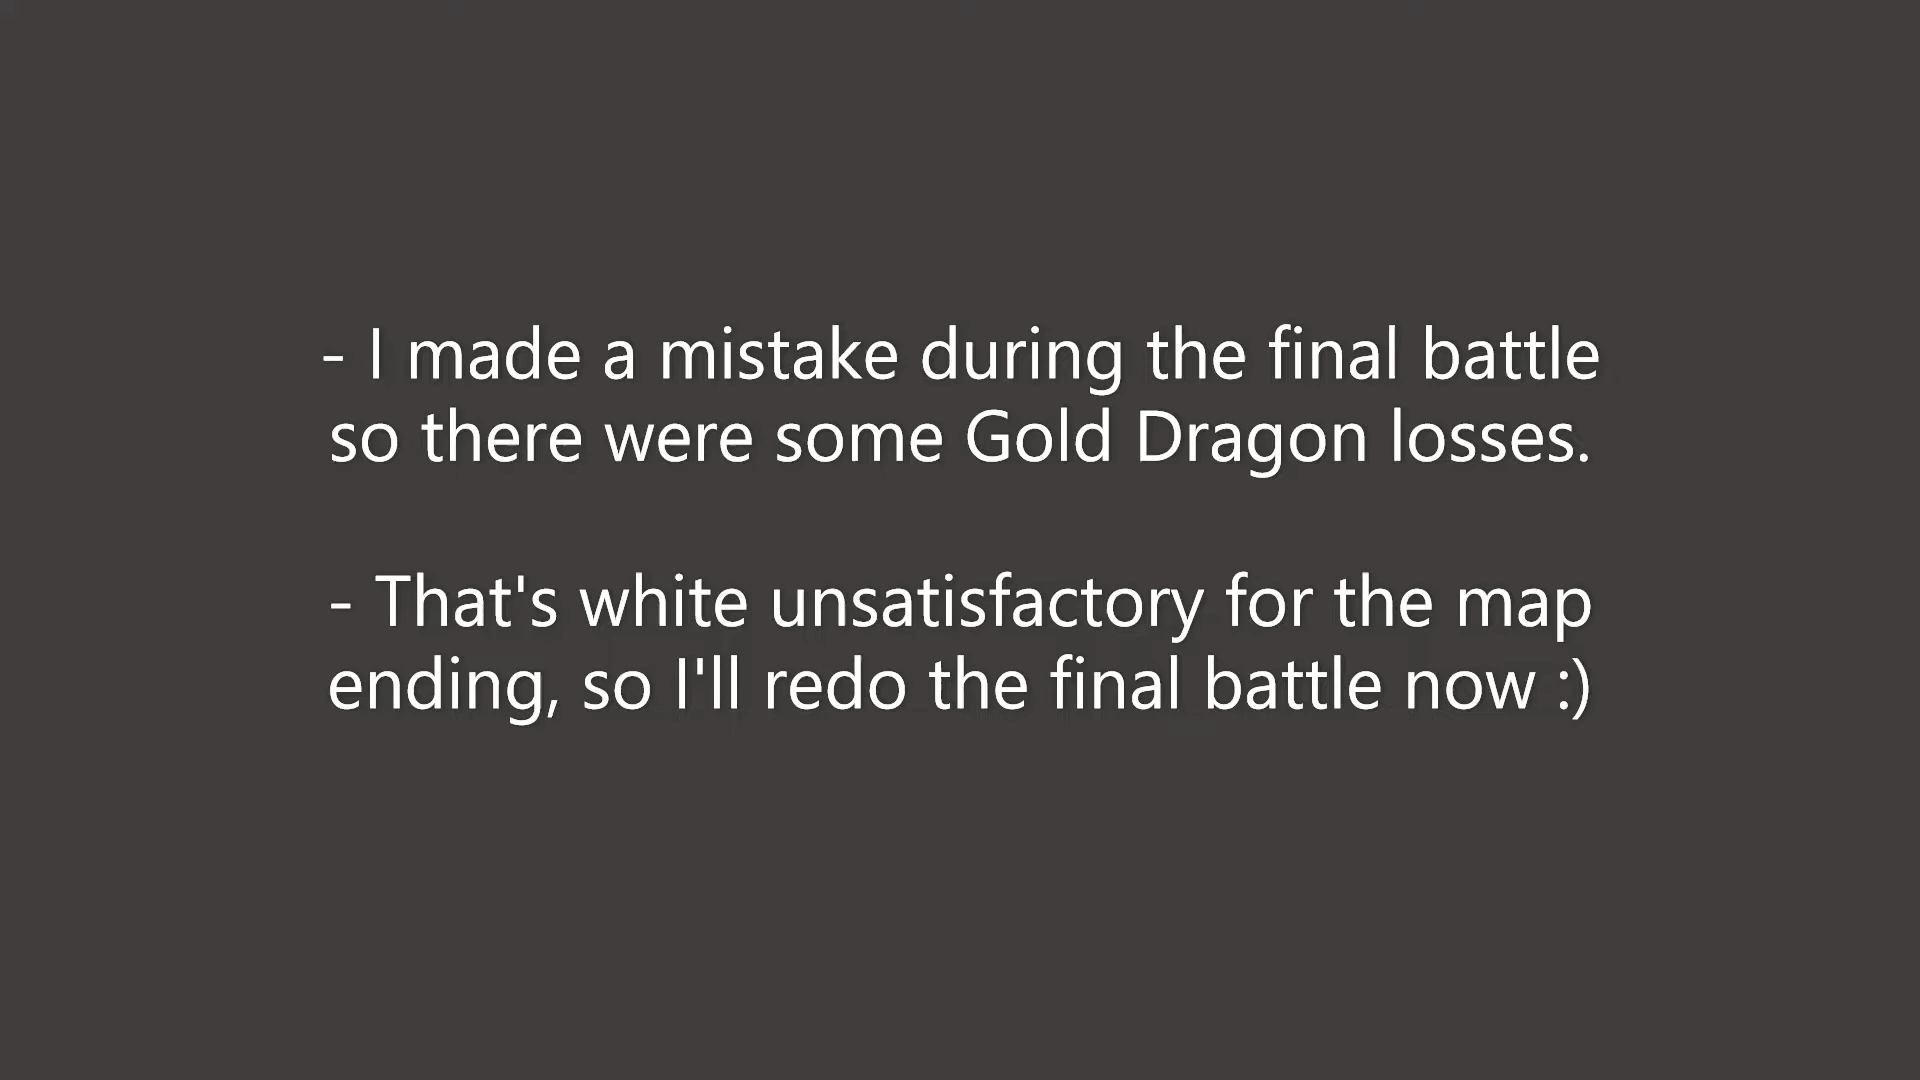 - I made a mistake during the final battle
so there were some Gold Dragon losses.
- That's white unsatisfactory for the map
ending, so I'll redo the final battle now :)